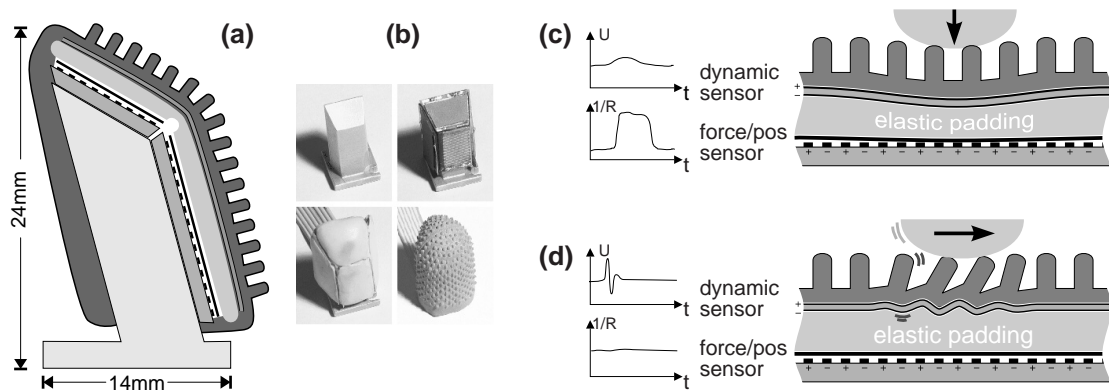 (a)
24mm
14mm
(b)
(c)
U
t
dynamic
sensor
1/R
t
force/pos
sensor
+
−
elastic padding
+ − + − + − + − + − + − + −
(d)
U
t
dynamic
sensor
1/R
t
force/pos
sensor
+
−
elastic padding
+ − + − + − + − + − + − + −